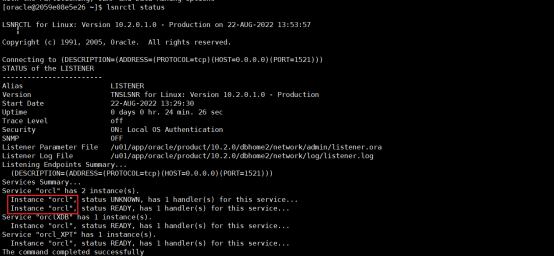 [oracle@2059e08e5e26 ~]$ lsnrctl status
LSNRCTL for Linux: Version 10.2.0.1.0 - Production on 22-AUG-2022 13:53:57
Copyright (c) 1991, 2005, Oracle.  All rights reserved.
Connecting to (DESCRIPTION=(ADDRESS=(PROTOCOL=tcp)(HOST=0.0.0.0)(PORT=1521)))
STATUS of the LISTENER
------------------------
Alias                     LISTENER
Version                   TNSLSNR for Linux: Version 10.2.0.1.0 - Production
Start Date                22-AUG-2022 13:29:30
Uptime                    0 days 0 hr. 24 min. 26 sec
Trace Level               off
Security                  ON: Local OS Authentication
SNMP                      OFF
Listener Parameter File   /u01/app/oracle/product/10.2.0/dbhome2/network/admin/listener.ora
Listener Log File         /u01/app/oracle/product/10.2.0/dbhome2/network/log/listener.log
Listening Endpoints Summary...
  (DESCRIPTION=(ADDRESS=(PROTOCOL=tcp)(HOST=0.0.0.0)(PORT=1521)))
Services Summary...
Service "orcl" has 2 instance(s).
  Instance "orcl", status UNKNOWN, has 1 handler(s) for this service...
  Instance "orcl", status READY, has 1 handler(s) for this service...
Service "orclXDB" has 1 instance(s).
  Instance "orcl", status READY, has 1 handler(s) for this service...
Service "orcl_XPT" has 1 instance(s).
  Instance "orcl", status READY, has 1 handler(s) for this service...
The command completed successfully